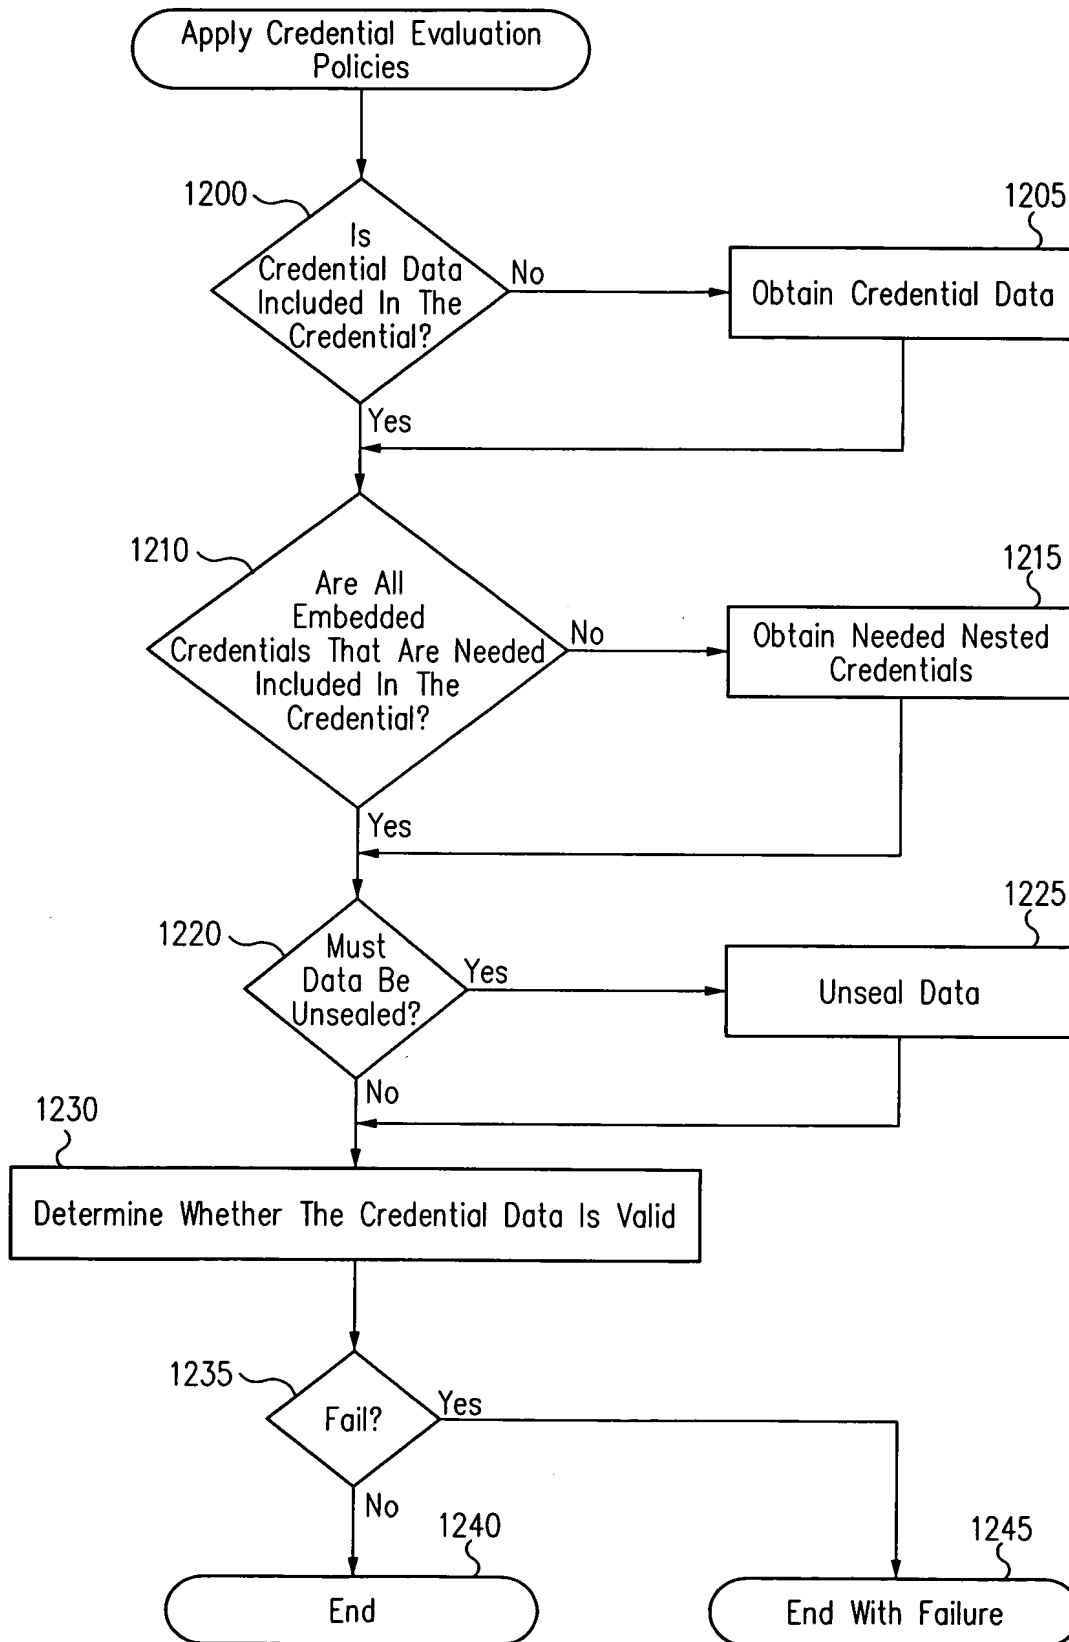 Apply Credential Evaluation
Policies
1200
Is
Credential Data
Included In The
Credential?
No
1205
Obtain Credential Data
Yes
1210
Are All
Embedded
Credentials That Are Needed
Included In The
Credential?
No
1215
Obtain Needed Nested
Credentials
Yes
1220
Must
Data Be
Unsealed?
Yes
1225
Unseal Data
No
1230
Determine Whether The Credential Data Is Valid
1235
Fail?
Yes
No
1240
End
1245
End With Failure